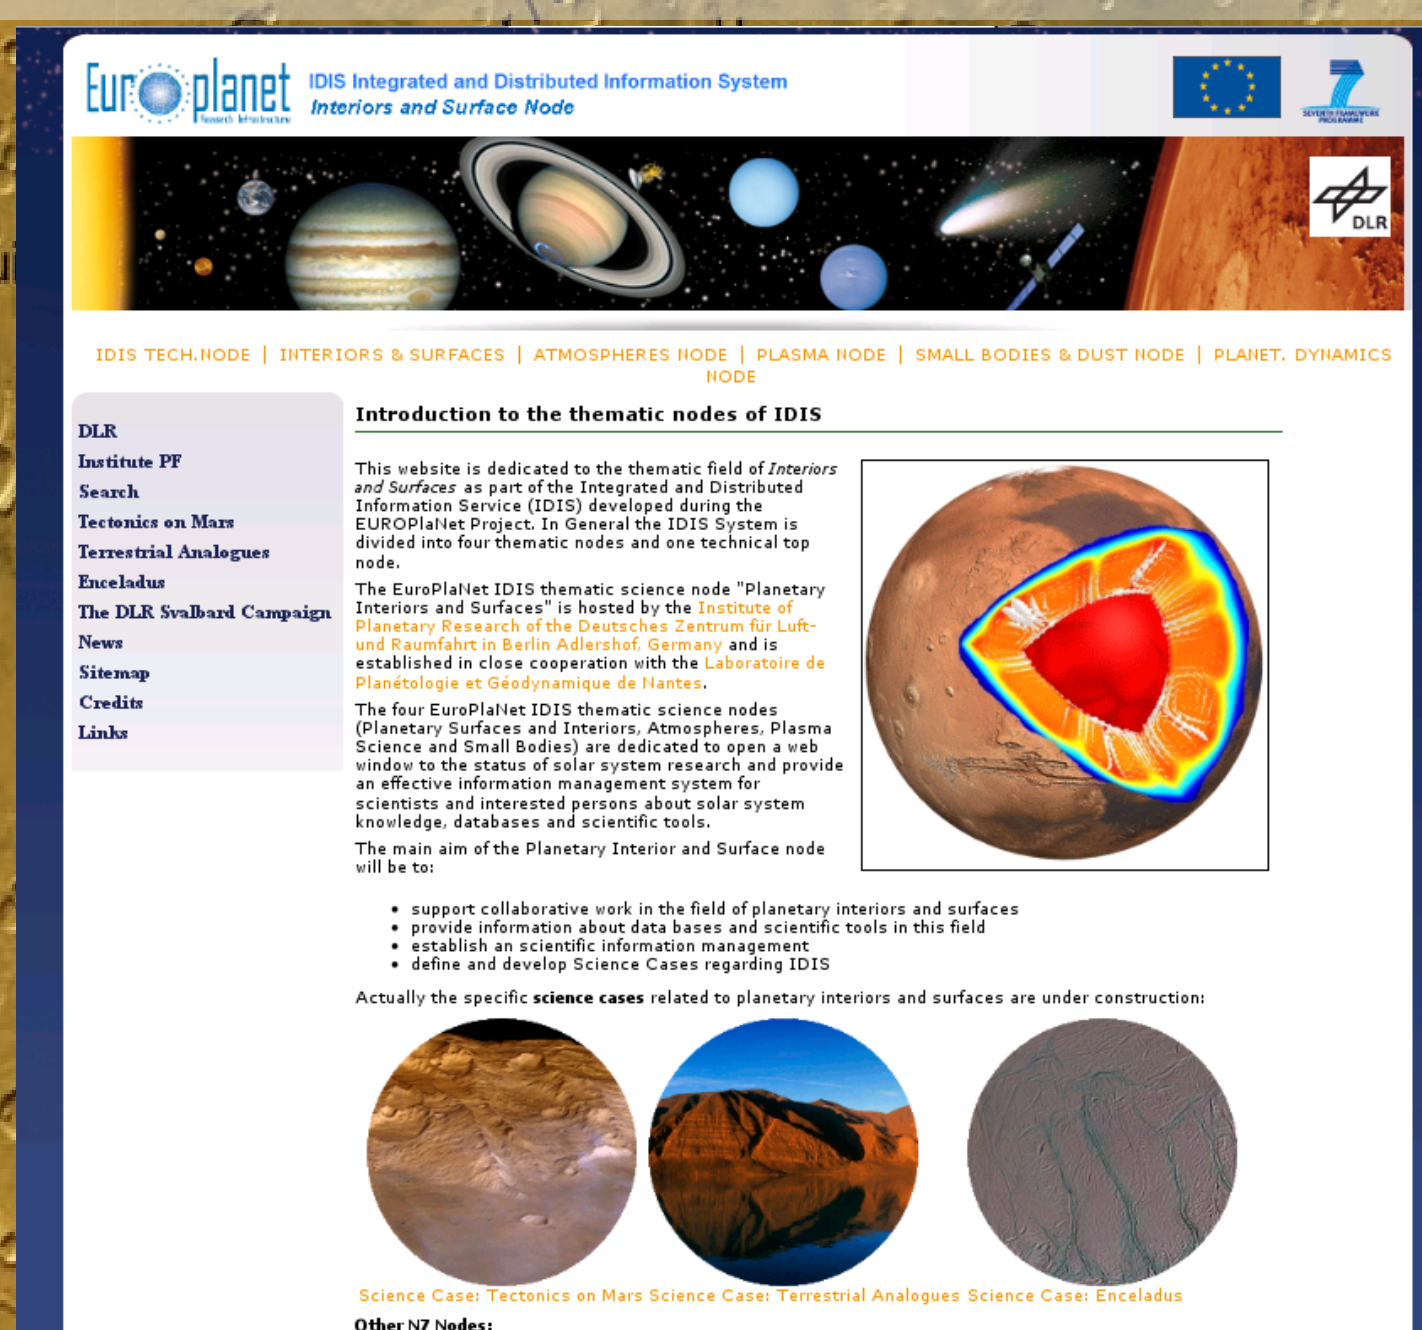 Europlanet
Research Infrastructure
IDIS Integrated and Distributed Information System
Interiors and Surface Node
SEVENTH FRAMEWORK
PROGRAMME
DLR
IDIS TECH.NODE | INTERIORS & SURFACES | ATMOSPHERES NODE | PLASMA NODE | SMALL BODIES & DUST NODE | PLANET. DYNAMICS
NODE
DLR
Institute PF
Search
Tectonics on Mars
Terrestrial Analogues
Enceladus
The DLR Svalbard Campaign
News
Sitemap
Credits
Links
Introduction to the thematic nodes of IDIS
This website is dedicated to the thematic field of Interiors
and Surfaces as part of the Integrated and Distributed
Information Service (IDIS) developed during the
EUROPlaNet Project. In General the IDIS System is
divided into four thematic nodes and one technical top
node.
The EuroPlaNet IDIS thematic science node "Planetary
Interiors and Surfaces" is hosted by the Institute of
Planetary Research of the Deutsches Zentrum für Luft-
und Raumfahrt in Berlin Adlershof, Germany and is
established in close cooperation with the Laboratoire de
Planétologie et Géodynamique de Nantes.
The four EuroPlaNet IDIS thematic science nodes
(Planetary Surfaces and Interiors, Atmospheres, Plasma
Science and Small Bodies) are dedicated to open a web
window to the status of solar system research and provide
an effective information management system for
scientists and interested persons about solar system
knowledge, databases and scientific tools.
The main aim of the Planetary Interior and Surface node
will be to:
• support collaborative work in the field of planetary interiors and surfaces
• provide information about data bases and scientific tools in this field
• establish an scientific information management
• define and develop Science Cases regarding IDIS
Actually the specific science cases related to planetary interiors and surfaces are under construction:
Science Case: Tectonics on Mars Science Case: Terrestrial Analogues Science Case: Enceladus
Other N7 Nodes: